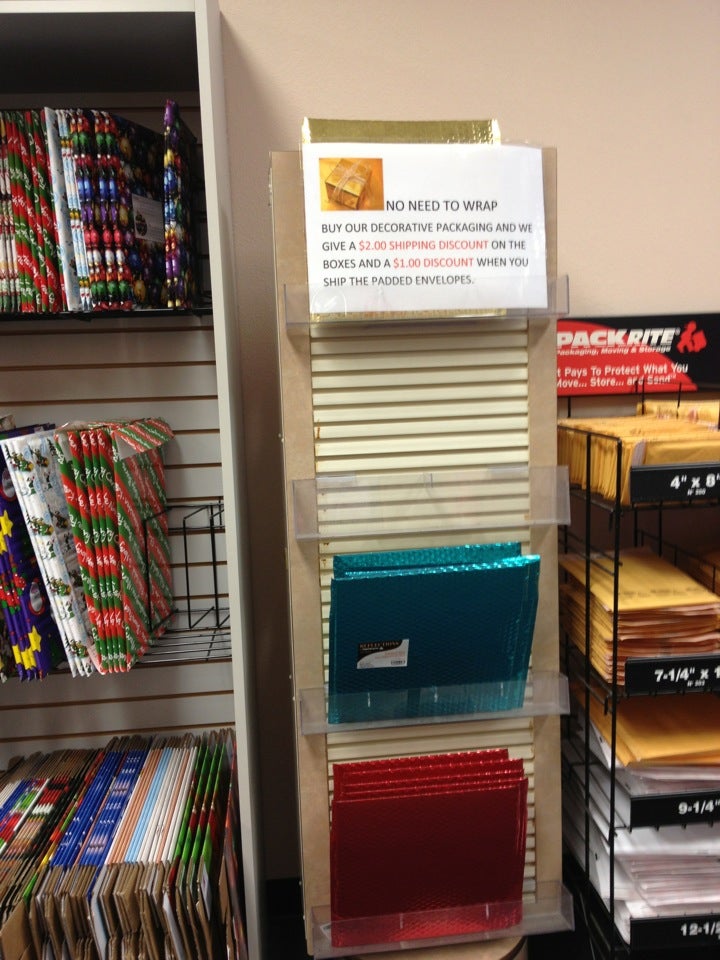 NO NEED TO WRAP
BUY OUR DECORATIVE PACKAGING AND WE
GIVE A $2.00 SHIPPING DISCOUNT ON THE
BOXES AND A $1.00 DISCOUNT WHEN YOU
SHIP THE PADDED ENVELOPES.
PACKRITE
Packaging, Moving & Storage
t Pays To Protect What You
Move... Store... and Send
4" x 8"
7-1/4" x 1
9-1/4"
12-1/2
REFLECTIONS